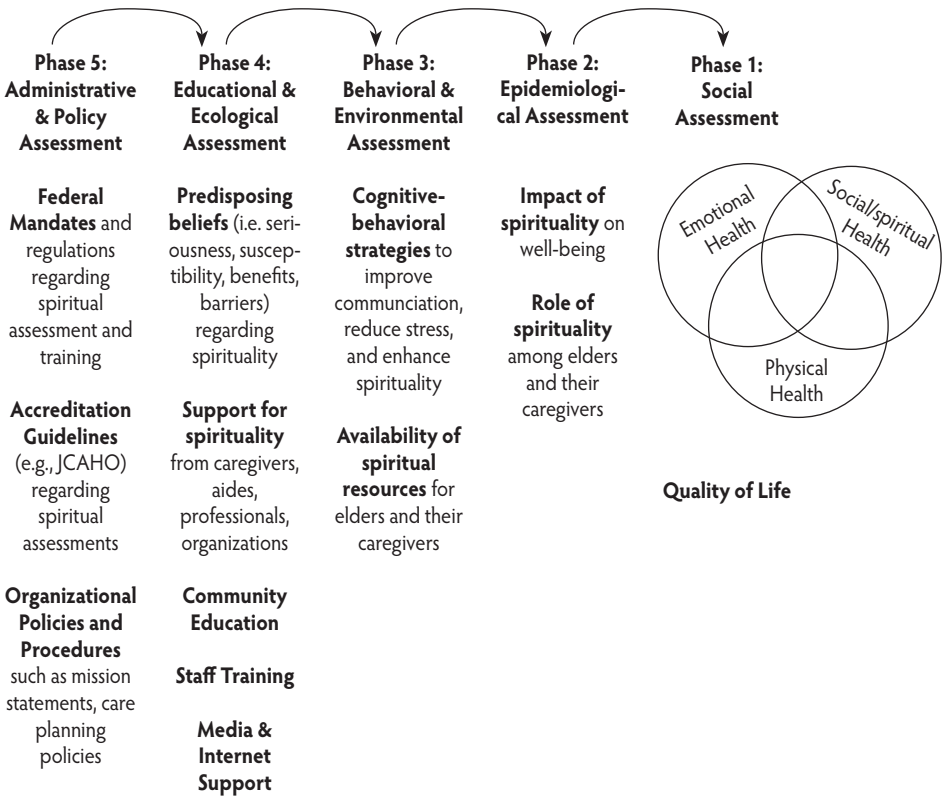 Phase 5:
Administrative
& Policy
Assessment
Federal
Mandates and
regulations
regarding
spiritual
assessment and
training
Accreditation
Guidelines
(e.g., JCAHO)
regarding
spiritual
assessments
Organizational
Policies and
Procedures
such as mission
statements, care
planning
policies
Phase 4:
Educational &
Ecological
Assessment
Predisposing
beliefs (i.e. seri-
ousness, suscep-
tibility, benefits,
barriers)
regarding
spirituality
Support for
spirituality
from caregivers,
aides,
professionals,
organizations
Community
Education
Staff Training
Media &
Internet
Support
Phase 3:
Behavioral &
Environmental
Assessment
Cognitive-
behavioral
strategies to
improve
communciation,
reduce stress,
and enhance
spirituality
Availability of
spiritual
resources for
elders and their
caregivers
Phase 2:
Epidemiologi-
cal Assessment
Impact of
spirituality on
well-being
Role of
spirituality
among elders
and their
caregivers
Phase 1:
Social
Assessment
Emotional
Health
Social/spiritual
Health
Physical
Health
Quality of Life